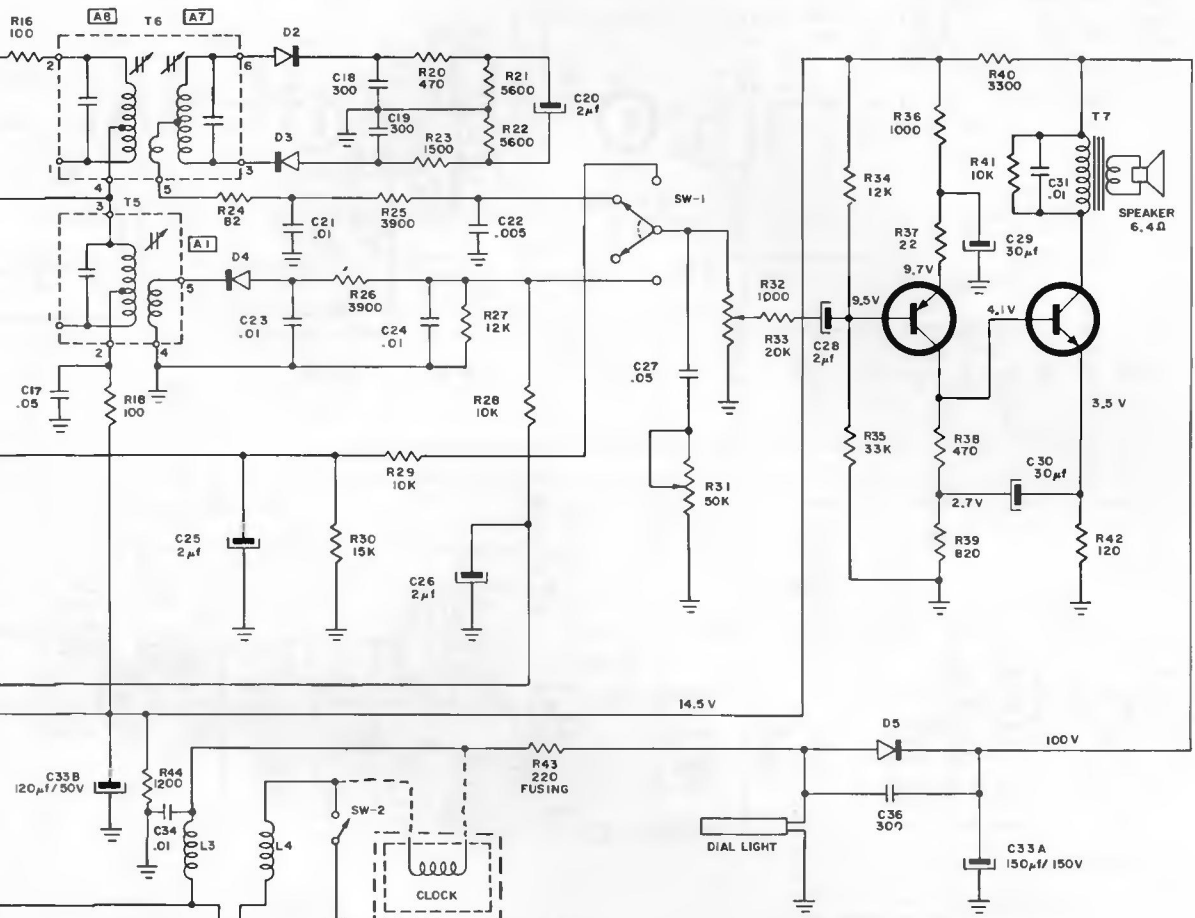 R16
100
A8
T6
A7
2
6
D2
C18
300
R20
470
R21
5600
C20
2µf
C19
300
R23
1500
R22
5600
D3
1
3
4
5
R24
82
C21
.01
R25
3900
C22
.005
SW-1
3
T5
A1
5
D4
R26
3900
C23
.01
C24
.01
R27
12K
1
2
4
C17
.05
R18
100
R28
10K
C27
.05
R29
10K
R31
50K
C25
2µf
R30
15K
C26
2µf
R32
1000
R33
20K
C28
2µf
9.5V
R34
12K
R35
33K
R36
1000
R37
22
9.7V
C29
30µf
R40
3300
R41
10K
C31
.01
T7
SPEAKER
6.4Ω
4.1V
3.5 V
R38
470
C30
30µf
2.7V
R39
820
R42
120
14.5 V
D5
100V
C33B
120µf/50V
R44
1200
C34
.01
L3
L4
SW-2
R43
220
FUSING
CLOCK
DIAL LIGHT
C36
300
C33A
150µf/150V